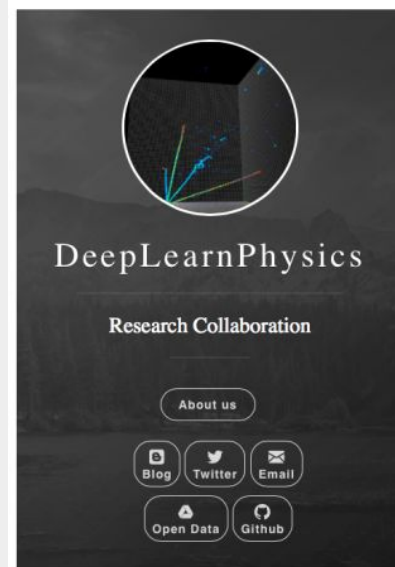 DeepLearnPhysics
Research Collaboration
About us
Blog Twitter Email
Open Data Github